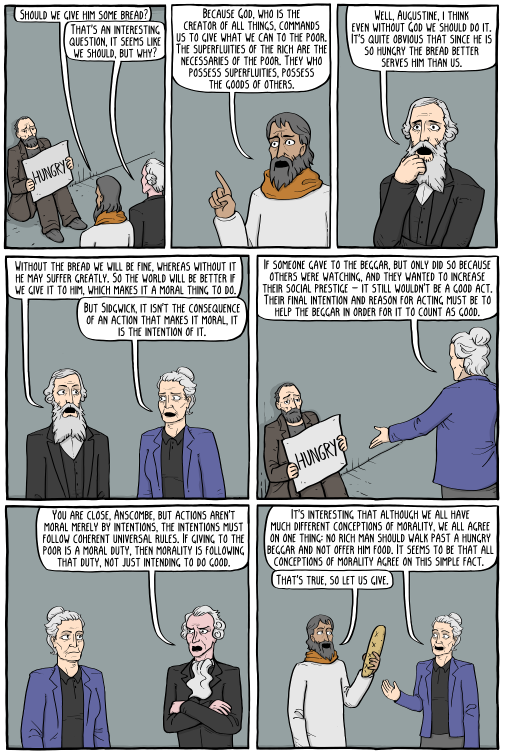 Should we give him some bread?
That's an interesting
question, it seems like
we should, but why?
HUNGRY
Because God, who is the
creator of all things, commands
us to give what we can to the poor.
The superfluities of the rich are the
necessaries of the poor. They who
possess superfluities, possess
the goods of others.
Well, Augustine, I think
even without God we should do it.
It's quite obvious that since he is
so hungry the bread better
serves him than us.
Without the bread we will be fine, whereas without it
he may suffer greatly. So the world will be better if
we give it to him, which makes it a moral thing to do.
But Sidgwick, it isn't the consequence
of an action that makes it moral, it
is the intention of it.
If someone gave to the beggar, but only did so because
others were watching, and they wanted to increase
their social prestige – it still wouldn't be a good act.
Their final intention and reason for acting must be to
help the beggar in order for it to count as good.
HUNGRY
You are close, Anscombe, but actions aren't
moral merely by intentions, the intentions must
follow coherent universal rules. If giving to the
poor is a moral duty, then morality is following
that duty, not just intending to do good.
It's interesting that although we all have
much different conceptions of morality, we all agree
on one thing: no rich man should walk past a hungry
beggar and not offer him food. It seems to be that all
conceptions of morality agree on this simple fact.
That's true, so let us give.